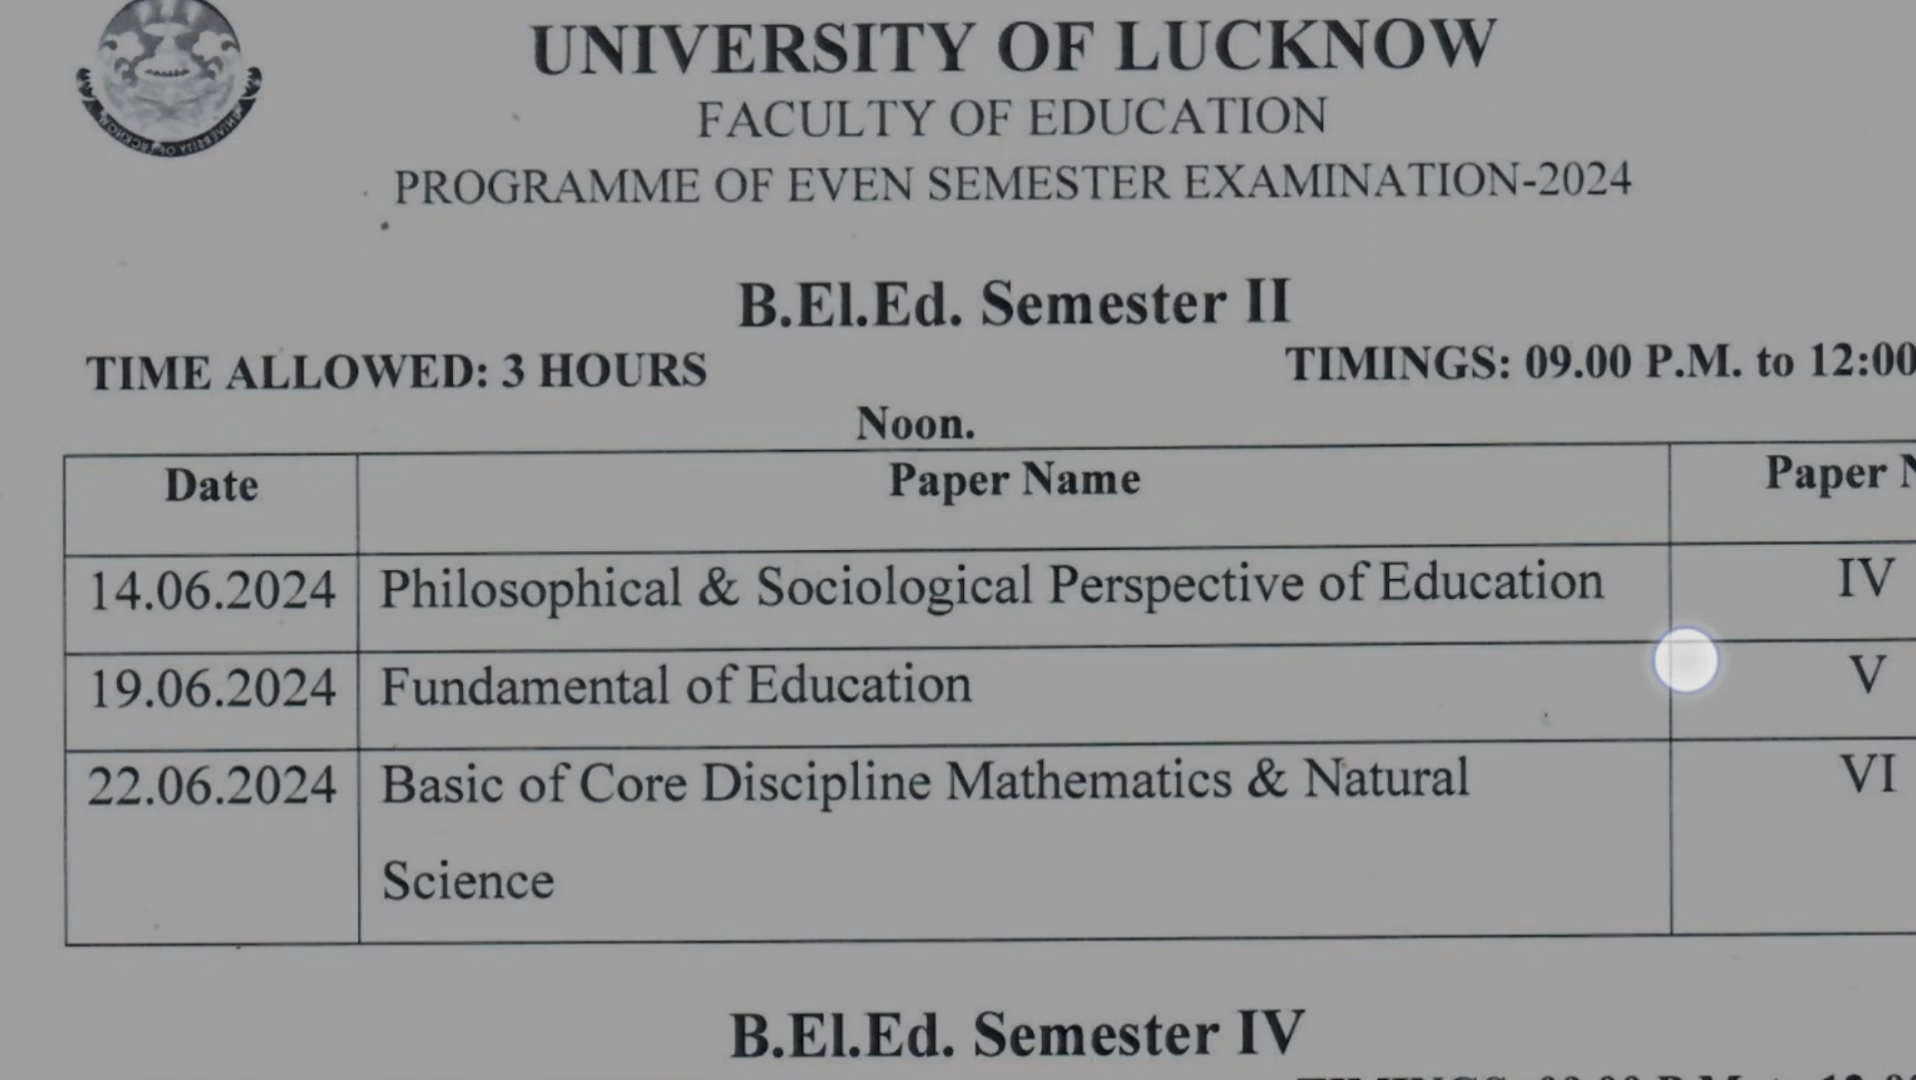 UNIVERSITY OF LUCKNOW
FACULTY OF EDUCATION
PROGRAMME OF EVEN SEMESTER EXAMINATION-2024
B.El.Ed. Semester II
TIME ALLOWED: 3 HOURS TIMINGS: 09.00 P.M. to 12:00
Noon.
Date Paper Name Paper
14.06.2024 Philosophical & Sociological Perspective of Education IV
19.06.2024 Fundamental of Education V
22.06.2024 Basic of Core Discipline Mathematics & Natural VI
Science
B.El.Ed. Semester IV